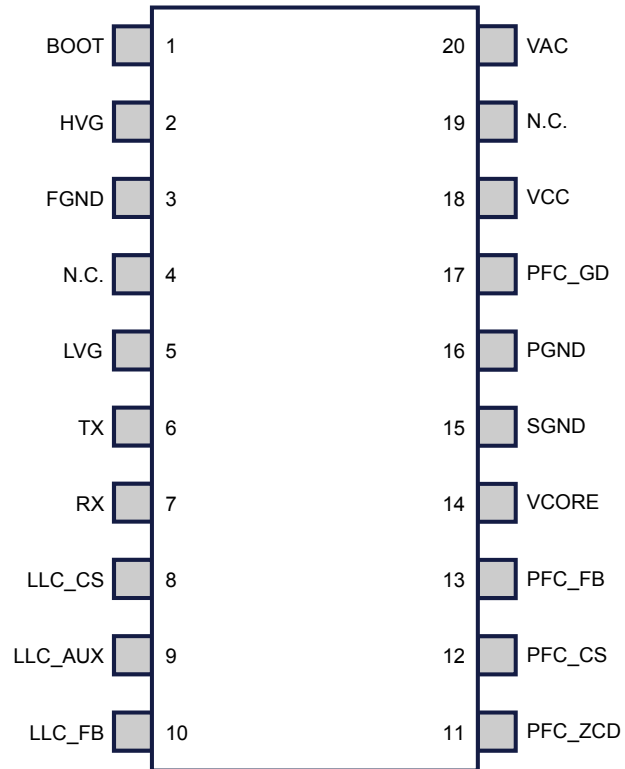 BOOT 1 20 VAC
HVG 2 19 N.C.
FGND 3 18 VCC
N.C. 4 17 PFC_GD
LVG 5 16 PGND
TX 6 15 SGND
RX 7 14 VCORE
LLC_CS 8 13 PFC_FB
LLC_AUX 9 12 PFC_CS
LLC_FB 10 11 PFC_ZCD